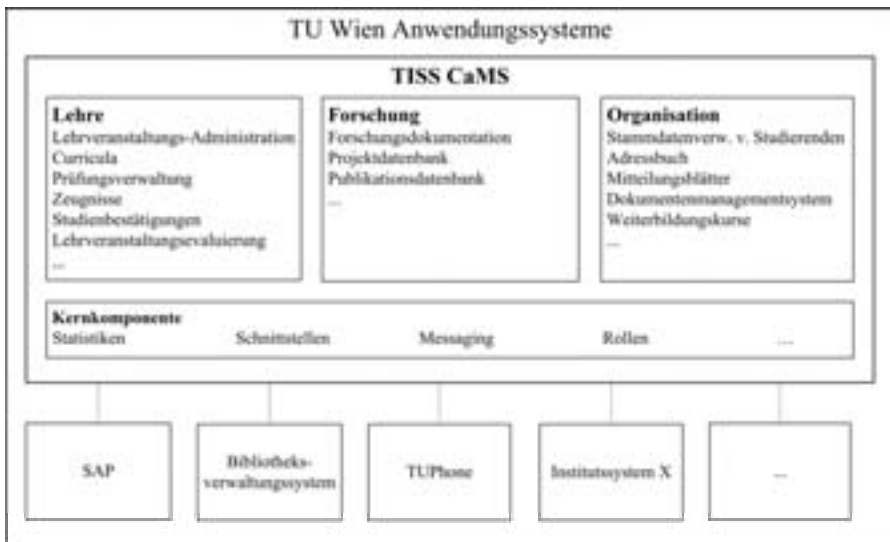 TU Wien Anwendungssysteme
TISS CaMS
Lehre
Lehrveranstaltungs-Administration
Curricula
Prüfungsverwaltung
Zeugnisse
Studienbestätigungen
Lehrveranstaltungsevaluierung
...
Forschung
Forschungsdokumentation
Projektdatenbank
Publikationsdatenbank
...
Organisation
Stammdatenverw. v. Studierenden
Adressbuch
Mitteilungsblätter
Dokumentenmanagementsystem
Weiterbildungskurse
...
Kernkomponente
Statistiken Schnittstellen Messaging Rollen ...
SAP
Bibliotheks-
verwaltungssystem
TUPhone
Institutssystem X
...